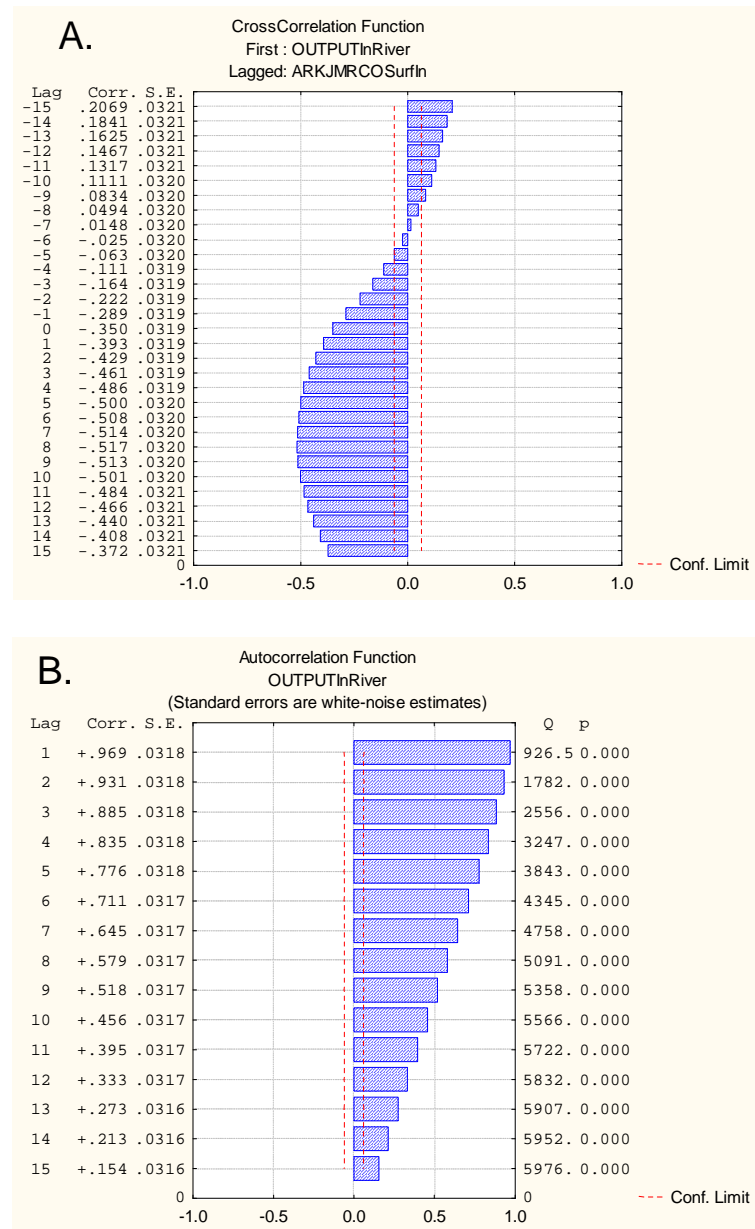 A.
CrossCorrelation Function
First : OUTPUTInRiver
Lagged: ARKJMRCOSurfIn
Lag Corr. S.E.
-15 .2069 .0321
-14 .1841 .0321
-13 .1625 .0321
-12 .1467 .0321
-11 .1317 .0321
-10 .1111 .0320
-9 .0834 .0320
-8 .0494 .0320
-7 .0148 .0320
-6 -.025 .0320
-5 -.063 .0320
-4 -.111 .0319
-3 -.164 .0319
-2 -.222 .0319
-1 -.289 .0319
0 -.350 .0319
1 -.393 .0319
2 -.429 .0319
3 -.461 .0319
4 -.486 .0319
5 -.500 .0320
6 -.508 .0320
7 -.514 .0320
8 -.517 .0320
9 -.513 .0320
10 -.501 .0320
11 -.484 .0321
12 -.466 .0321
13 -.440 .0321
14 -.408 .0321
15 -.372 .0321
0
-1.0 -0.5 0.0 0.5 1.0
Conf. Limit
B.
Autocorrelation Function
OUTPUTInRiver
(Standard errors are white-noise estimates)
Lag Corr. S.E. Q p
1 +.969 .0318 926.5 0.000
2 +.931 .0318 1782. 0.000
3 +.885 .0318 2556. 0.000
4 +.835 .0318 3247. 0.000
5 +.776 .0318 3843. 0.000
6 +.711 .0317 4345. 0.000
7 +.645 .0317 4758. 0.000
8 +.579 .0317 5091. 0.000
9 +.518 .0317 5358. 0.000
10 +.456 .0317 5566. 0.000
11 +.395 .0317 5722. 0.000
12 +.333 .0317 5832. 0.000
13 +.273 .0316 5907. 0.000
14 +.213 .0316 5952. 0.000
15 +.154 .0316 5976. 0.000
0 0
-1.0 -0.5 0.0 0.5 1.0
Conf. Limit